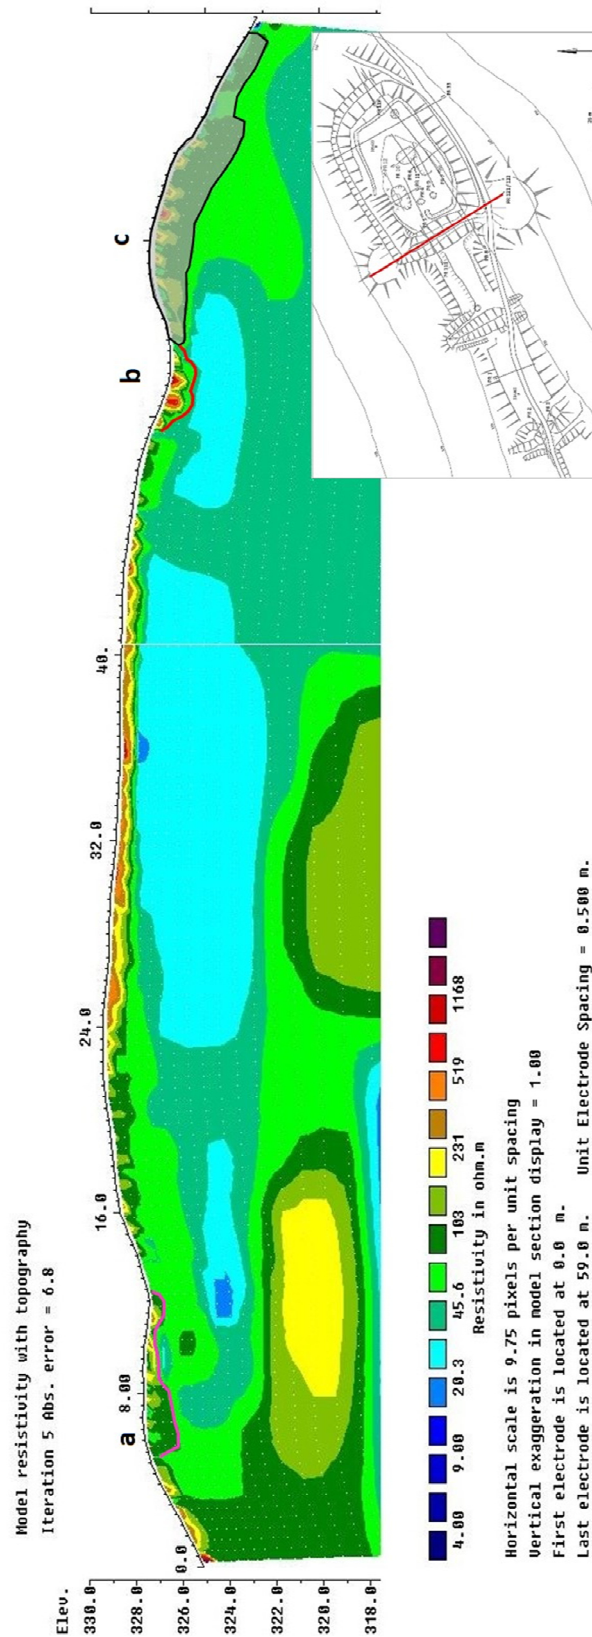 Model resistivity with topography
Iteration 5 Abs. error = 6.8
Elev.
330.0
328.0
326.0
324.0
322.0
320.0
318.0
0.0
8.00
16.0
24.0
32.0
40.
a
b
c
4.00 9.00 20.3 45.6 103 231 519 1168
Resistivity in ohm.m
Horizontal scale is 9.75 pixels per unit spacing
Vertical exaggeration in model section display = 1.00
First electrode is located at 0.0 m.
Last electrode is located at 59.0 m. Unit Electrode Spacing = 0.500 m.